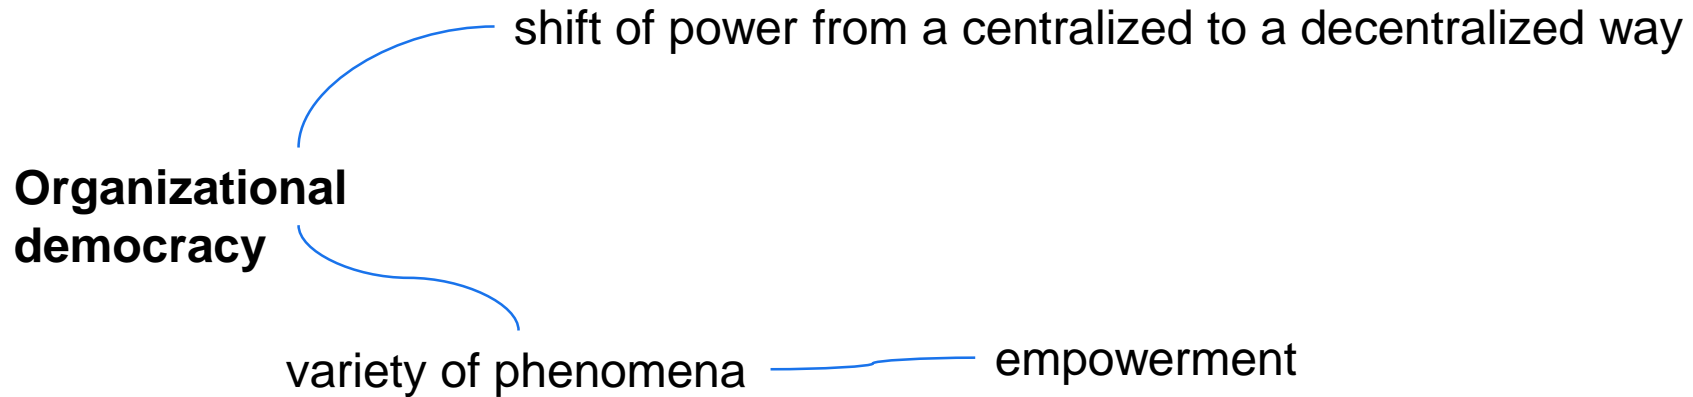 shift of power from a centralized to a decentralized way
Organizational
democracy
variety of phenomena
empowerment